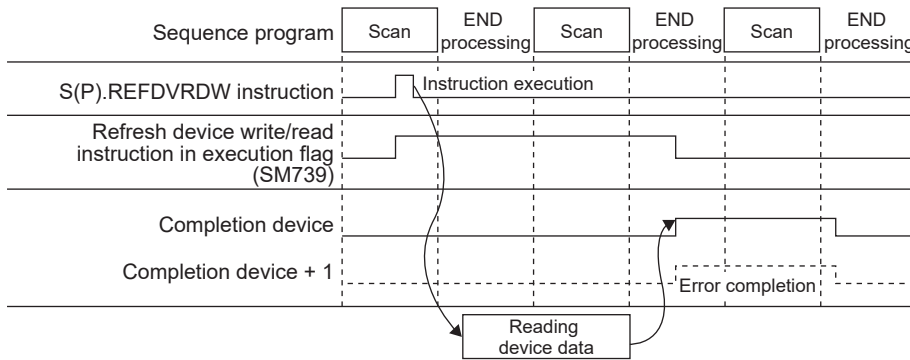 Sequence program
Scan
END
processing
Scan
END
processing
Scan
END
processing
S(P).REFDVRDW instruction
Instruction execution
Refresh device write/read
instruction in execution flag
(SM739)
Completion device
Completion device + 1
Error completion
Reading
device data